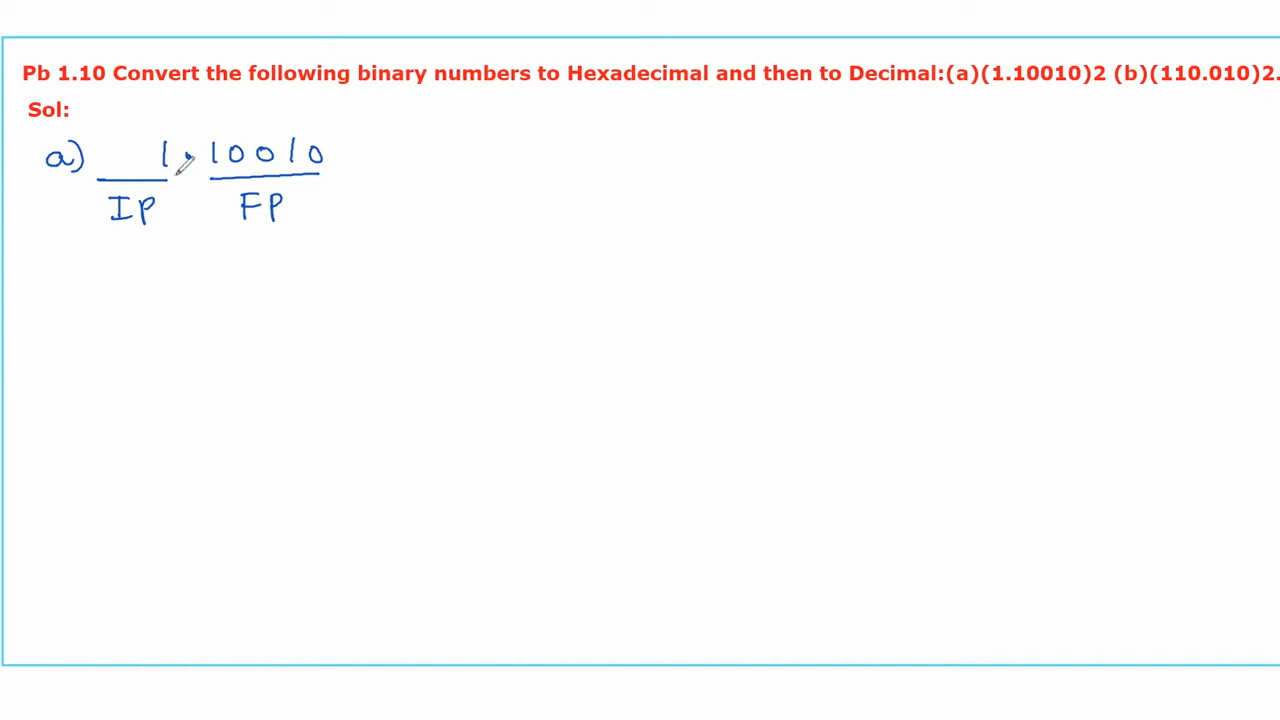 Pb 1.10 Convert the following binary numbers to Hexadecimal and then to Decimal:(a)(1.10010)2 (b)(110.010)2.
Sol:
a) 1.10010
IP FP